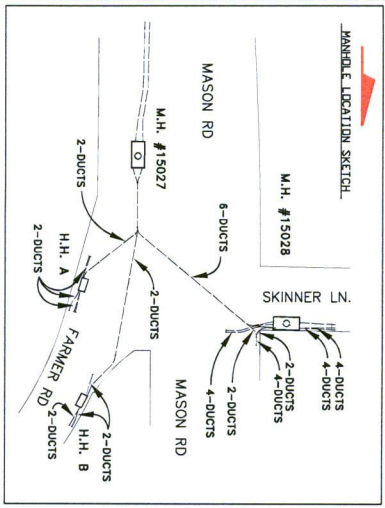 MANHOLE LOCATION SKETCH
MASON RD
M.H. #15027
M.H. #15028
SKINNER LN.
6-DUCTS
2-DUCTS
2-DUCTS
2-DUCTS
H.H. A
FARMER RD
MASON RD
4-DUCTS
4-DUCTS
4-DUCTS
2-DUCTS
2-DUCTS
4-DUCTS
2-DUCTS
2-DUCTS
H.H. B